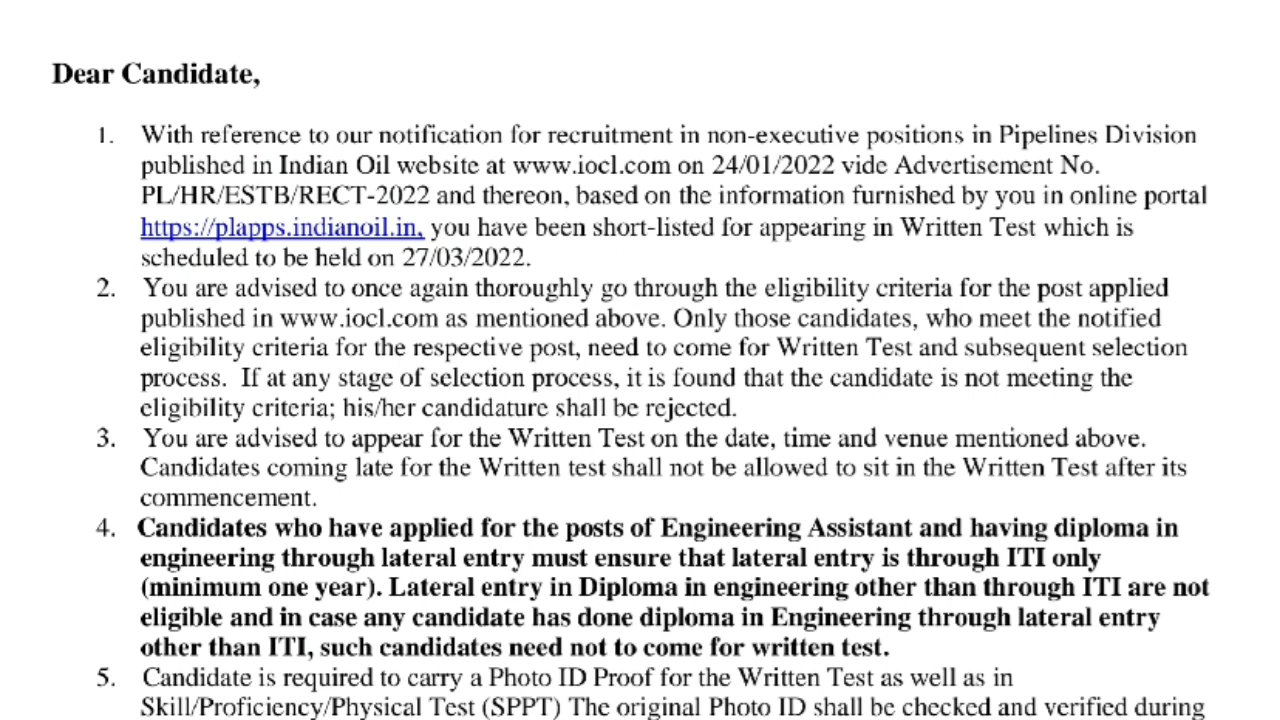 Dear Candidate,
1. With reference to our notification for recruitment in non-executive positions in Pipelines Division
published in Indian Oil website at www.iocl.com on 24/01/2022 vide Advertisement No.
PL/HR/ESTB/RECT-2022 and thereon, based on the information furnished by you in online portal
https://plapps.indianoil.in, you have been short-listed for appearing in Written Test which is
scheduled to be held on 27/03/2022.
2. You are advised to once again thoroughly go through the eligibility criteria for the post applied
published in www.iocl.com as mentioned above. Only those candidates, who meet the notified
eligibility criteria for the respective post, need to come for Written Test and subsequent selection
process. If at any stage of selection process, it is found that the candidate is not meeting the
eligibility criteria; his/her candidature shall be rejected.
3. You are advised to appear for the Written Test on the date, time and venue mentioned above.
Candidates coming late for the Written test shall not be allowed to sit in the Written Test after its
commencement.
4. Candidates who have applied for the posts of Engineering Assistant and having diploma in
engineering through lateral entry must ensure that lateral entry is through ITI only
(minimum one year). Lateral entry in Diploma in engineering other than through ITI are not
eligible and in case any candidate has done diploma in Engineering through lateral entry
other than ITI, such candidates need not to come for written test.
5. Candidate is required to carry a Photo ID Proof for the Written Test as well as in
Skill/Proficiency/Physical Test (SPPT) The original Photo ID shall be checked and verified during